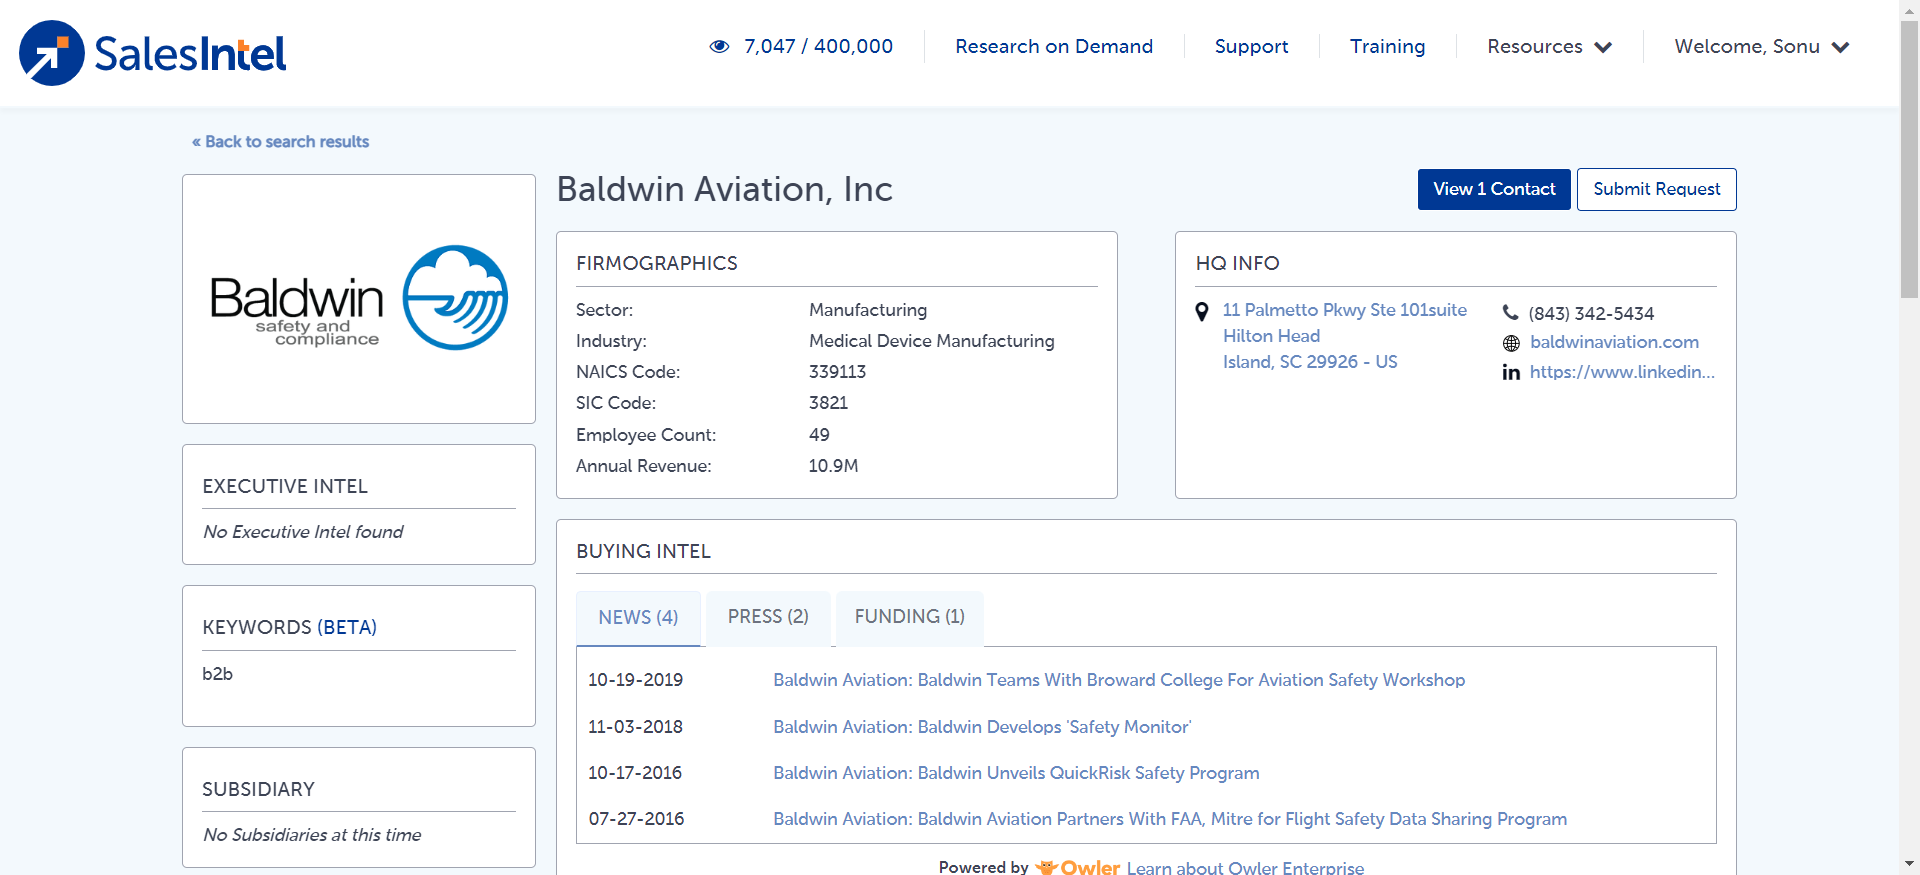 SalesIntel
7,047 / 400,000
Research on Demand
Support
Training
Resources
Welcome, Sonu
« Back to search results
Baldwin
safety and
compliance
Baldwin Aviation, Inc
View 1 Contact
Submit Request
FIRMOGRAPHICS
Sector: Manufacturing
Industry: Medical Device Manufacturing
NAICS Code: 339113
SIC Code: 3821
Employee Count: 49
Annual Revenue: 10.9M
HQ INFO
11 Palmetto Pkwy Ste 101suite
Hilton Head
Island, SC 29926 - US
(843) 342-5434
baldwinaviation.com
in https://www.linkedin...
EXECUTIVE INTEL
No Executive Intel found
KEYWORDS (BETA)
b2b
SUBSIDIARY
No Subsidiaries at this time
BUYING INTEL
NEWS (4)
PRESS (2)
FUNDING (1)
10-19-2019 Baldwin Aviation: Baldwin Teams With Broward College For Aviation Safety Workshop
11-03-2018 Baldwin Aviation: Baldwin Develops 'Safety Monitor'
10-17-2016 Baldwin Aviation: Baldwin Unveils QuickRisk Safety Program
07-27-2016 Baldwin Aviation: Baldwin Aviation Partners With FAA, Mitre for Flight Safety Data Sharing Program
Powered by Owler Learn about Owler Enterprise